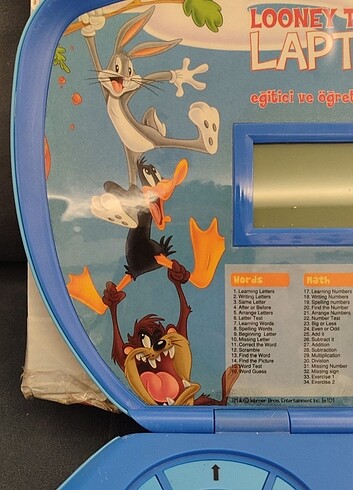 LOONEY T
LAPT
eğitici ve öğret
Words
1. Learning Letters
2. Writing Letters
3. Same Letter
4. After or Before
5. Arrange Letters
6. Letter Test
7. Learning Words
8. Spelling Words
9. Beginning Letter
10. Missing Letter
11. Correct the Word
12. Scramble
13. Find the Word
14. Find the Picture
15. Word Test
16. Word Guess
Math
17. Learning Numbers
18. Writing Numbers
19. Spelling numbers
20. Find the Number
21. Arrange Numbers
22. Number Test
23. Big or Less
24. Even or Odd
25. Add It
26. Subtract It
27. Addition
28. Subtraction
29. Multiplication
30. Division
31. Missing Number
32. Missing sign
33. Exercise 1
34. Exercise 2
Warner Bros. Entertainment Inc.